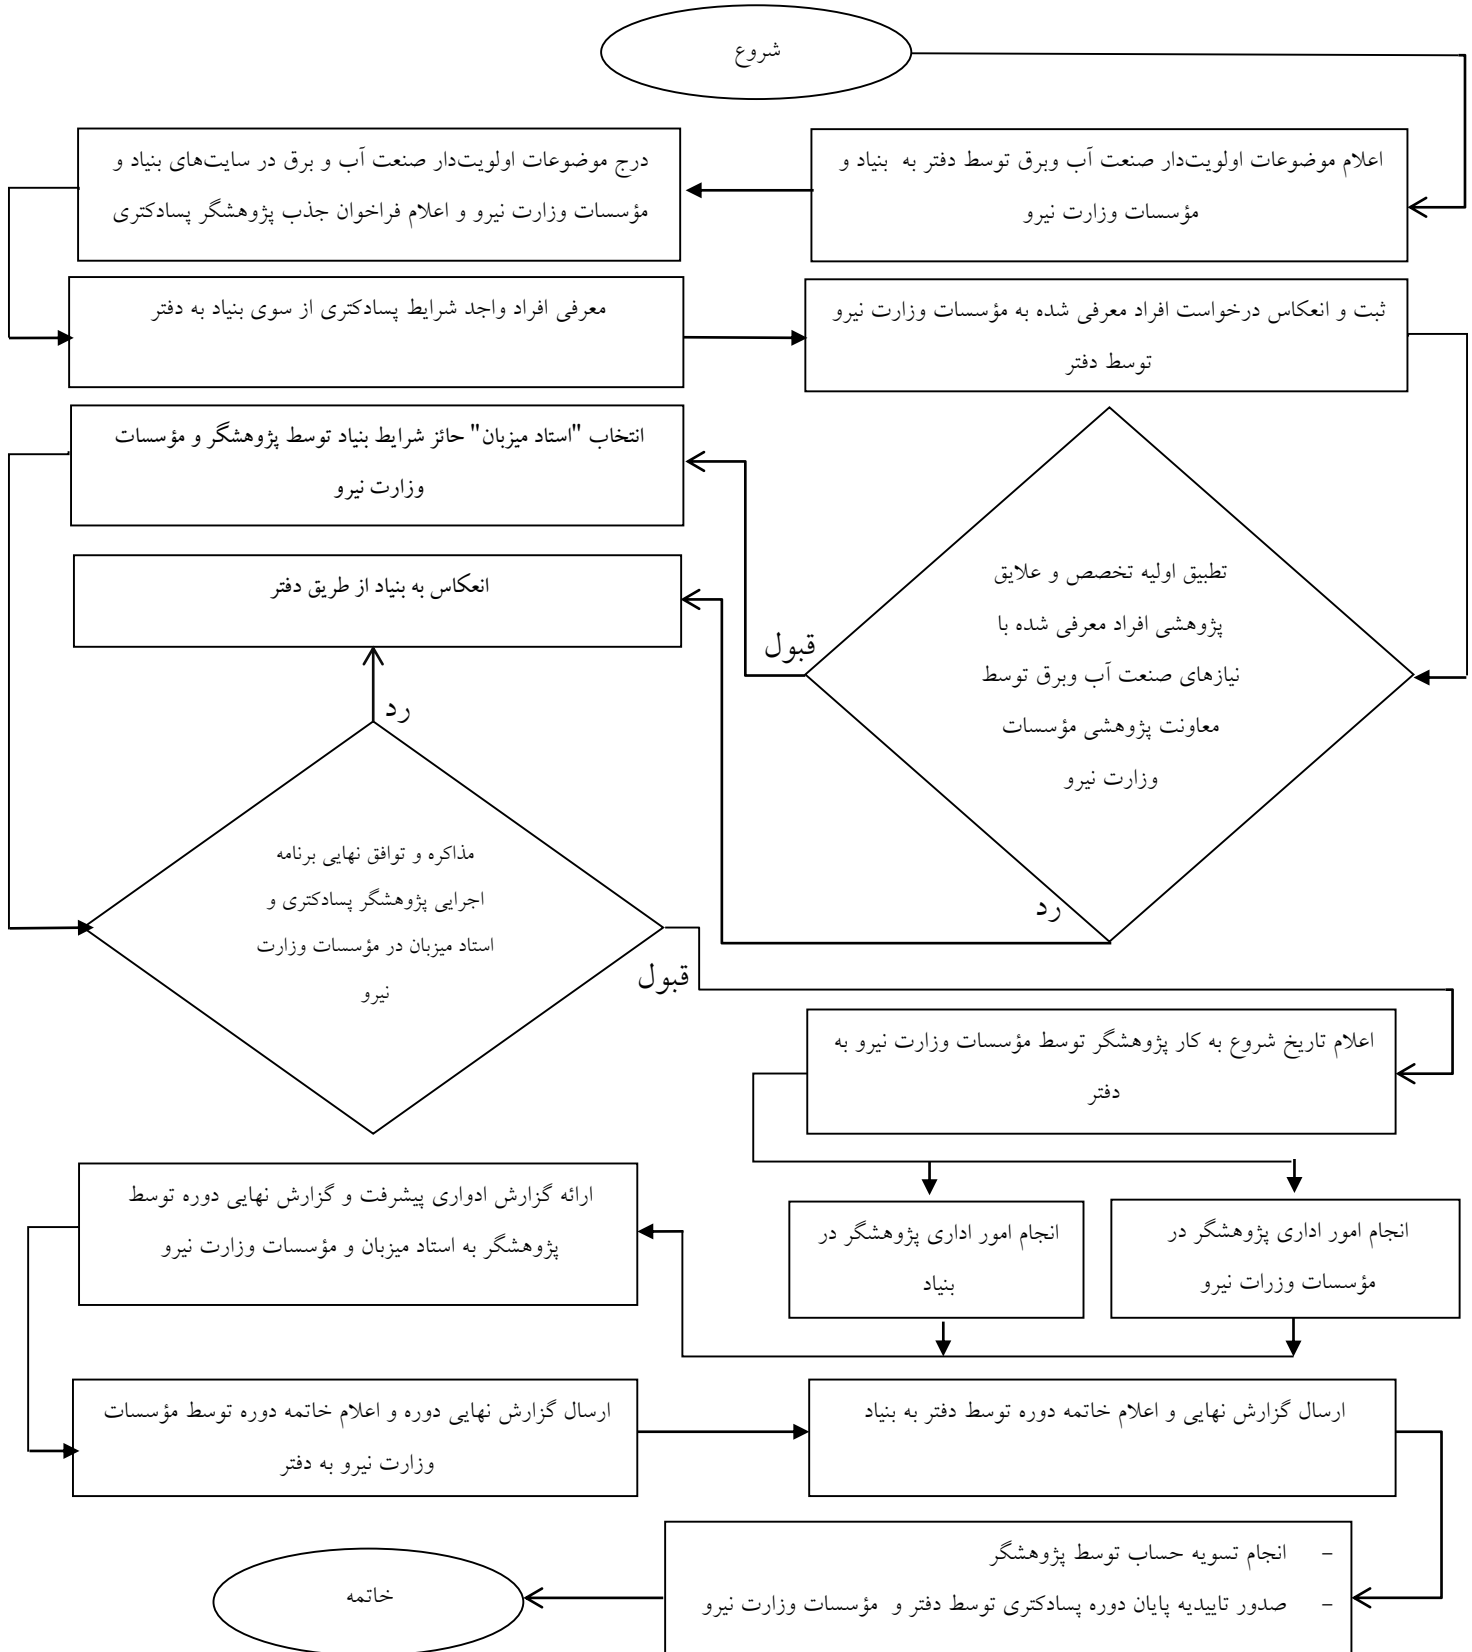 شروع
اعلام موضوعات اولویت‌دار صنعت آب وبرق توسط دفتر به بنیاد و
مؤسسات وزارت نیرو
درج موضوعات اولویت‌دار صنعت آب و برق در سایت‌های بنیاد و
مؤسسات وزارت نیرو و اعلام فراخوان جذب پژوهشگر پسادکتری
معرفی افراد واجد شرایط پسادکتری از سوی بنیاد به دفتر
ثبت و انعکاس درخواست افراد معرفی شده به مؤسسات وزارت نیرو
توسط دفتر
تطبیق اولیه تخصص و علایق
پژوهشی افراد معرفی شده با
نیازهای صنعت آب وبرق توسط
معاونت پژوهشی مؤسسات
وزارت نیرو
قبول
رد
انتخاب "استاد میزبان" حائز شرایط بنیاد توسط پژوهشگر و مؤسسات
وزارت نیرو
انعکاس به بنیاد از طریق دفتر
رد
مذاکره و توافق نهایی برنامه
اجرایی پژوهشگر پسادکتری و
استاد میزبان در مؤسسات وزارت
نیرو
قبول
اعلام تاریخ شروع به کار پژوهشگر توسط مؤسسات وزارت نیرو به
دفتر
انجام امور اداری پژوهشگر در
مؤسسات وزرات نیرو
انجام امور اداری پژوهشگر در
بنیاد
ارائه گزارش ادواری پیشرفت و گزارش نهایی دوره توسط
پژوهشگر به استاد میزبان و مؤسسات وزارت نیرو
ارسال گزارش نهایی دوره و اعلام خاتمه دوره توسط مؤسسات
وزارت نیرو به دفتر
ارسال گزارش نهایی و اعلام خاتمه دوره توسط دفتر به بنیاد
- انجام تسویه حساب توسط پژوهشگر
- صدور تاییدیه پایان دوره پسادکتری توسط دفتر و مؤسسات وزارت نیرو
خاتمه